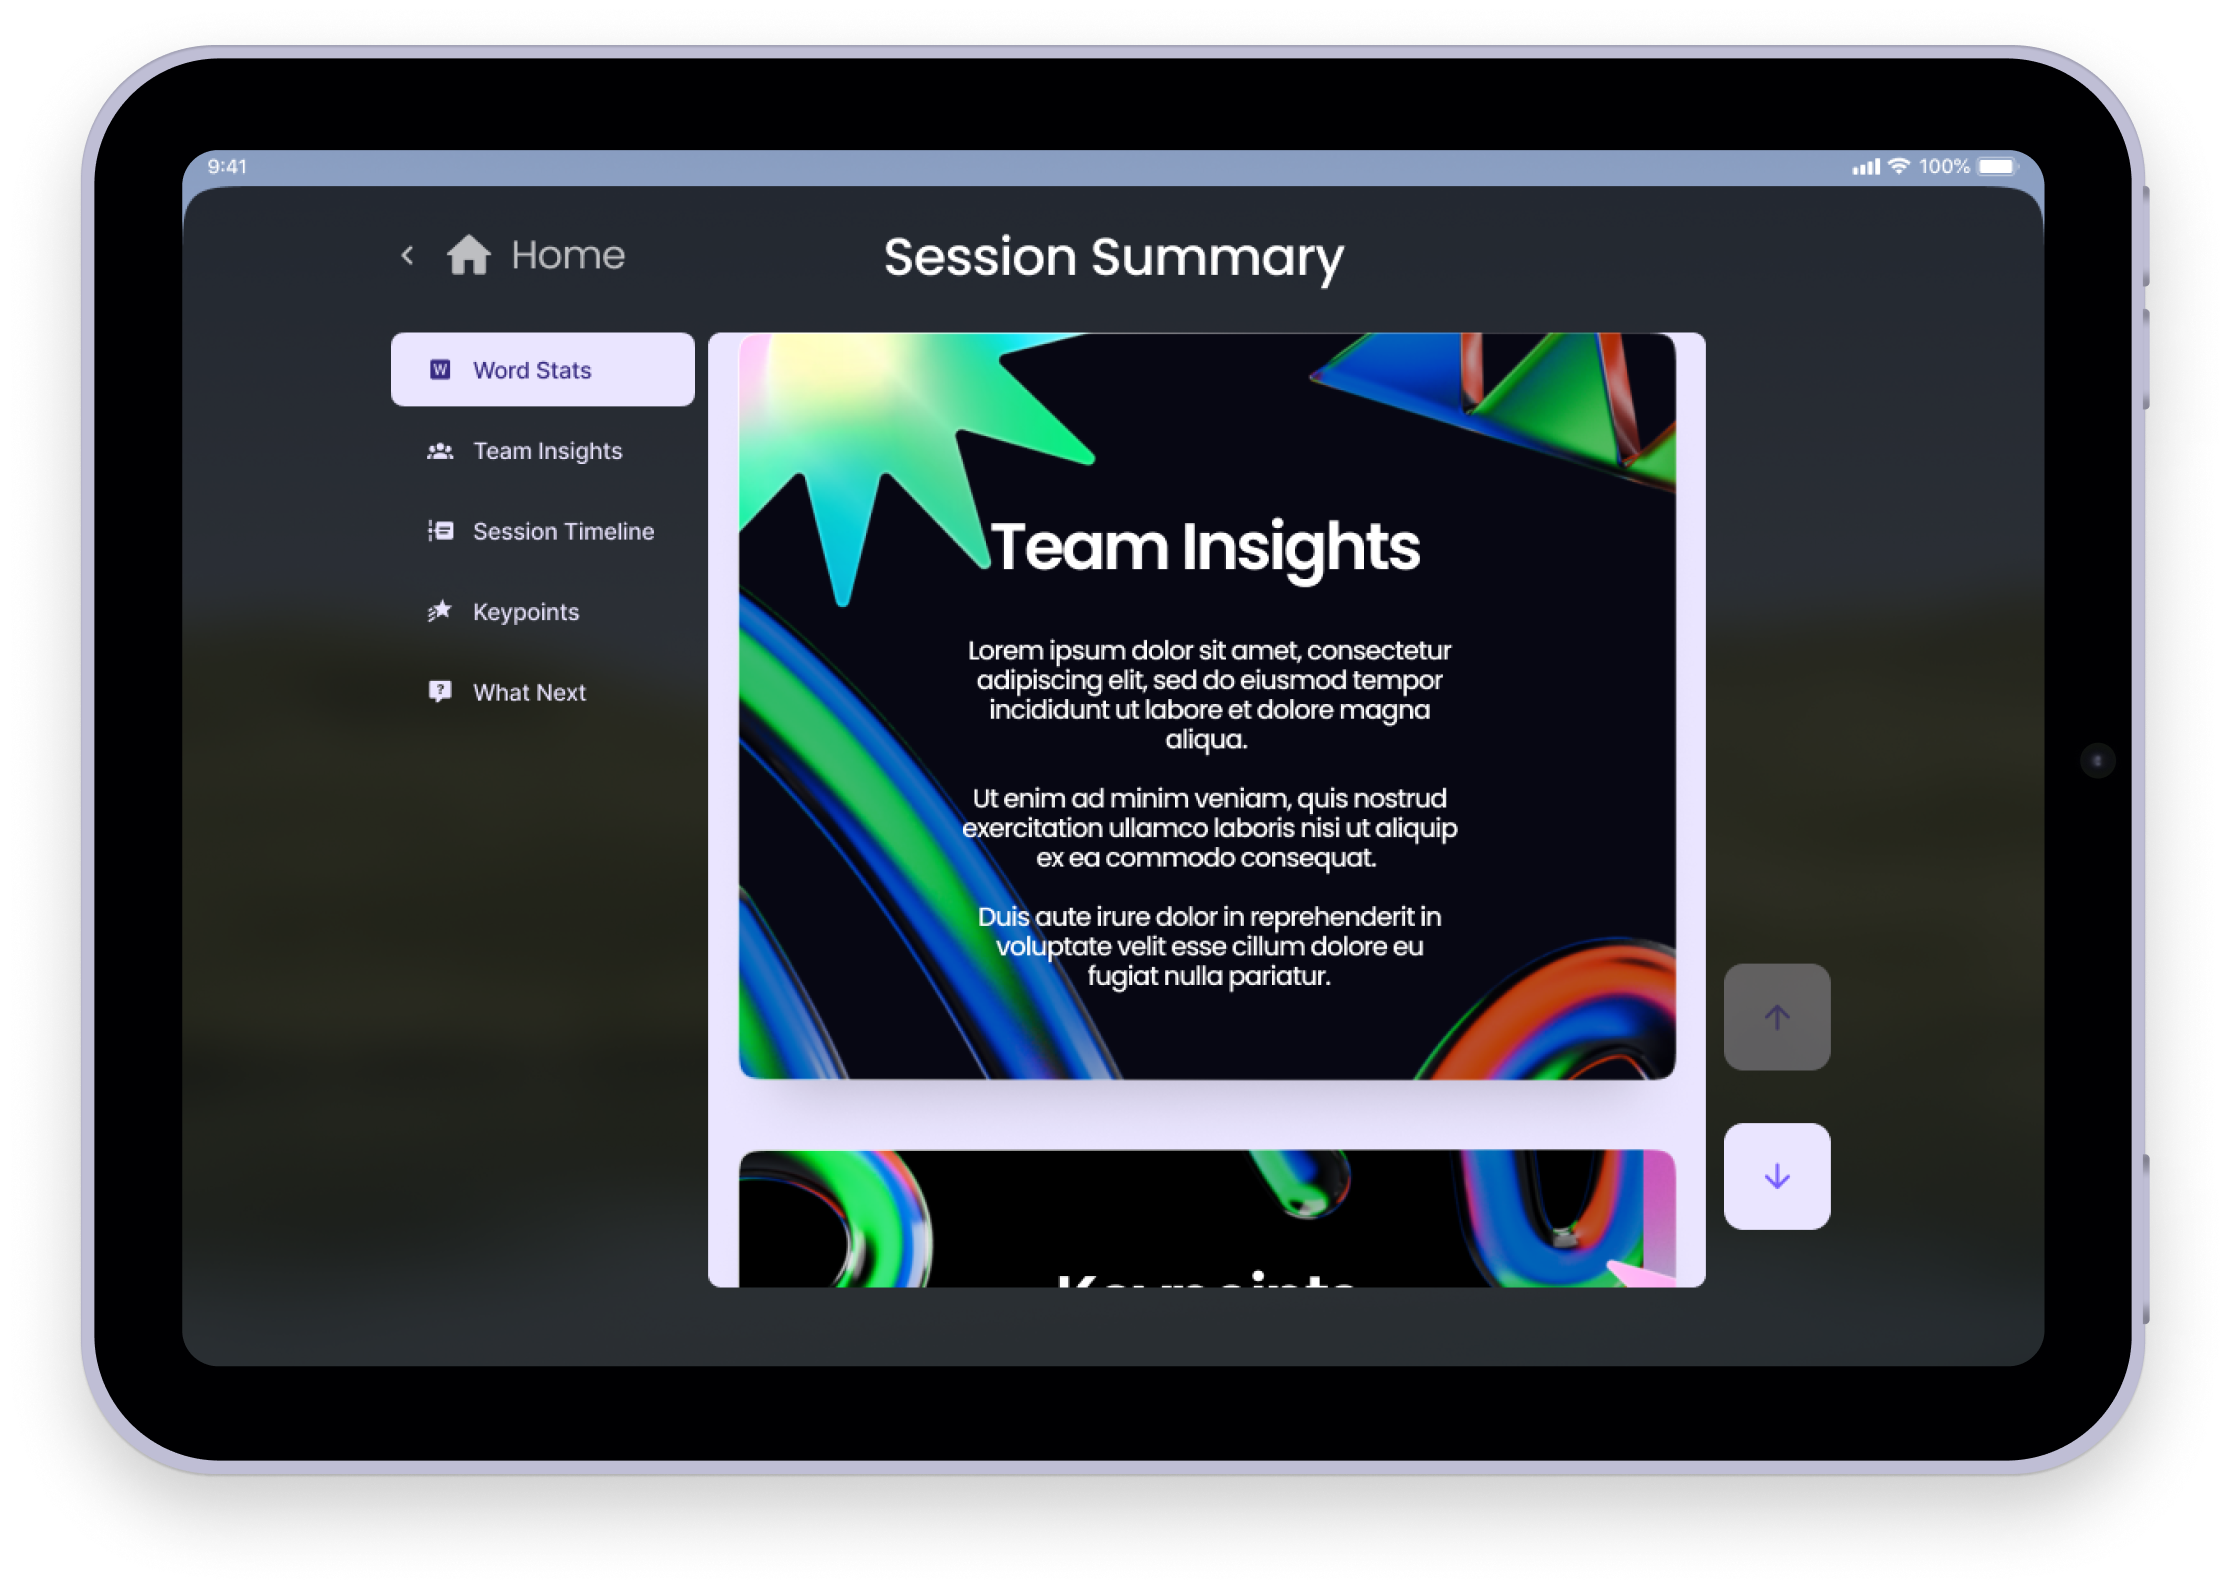 9:41
100%
Home
Session Summary
W
Word Stats
Team Insights
Session Timeline
Keypoints
?
What Next
Team Insights
Lorem ipsum dolor sit amet, consectetur
adipiscing elit, sed do eiusmod tempor
incididunt ut labore et dolore magna
aliqua.
Ut enim ad minim veniam, quis nostrud
exercitation ullamco laboris nisi ut aliquip
ex ea commodo consequat.
Duis aute irure dolor in reprehenderit in
voluptate velit esse cillum dolore eu
fugiat nulla pariatur.
Keypoints